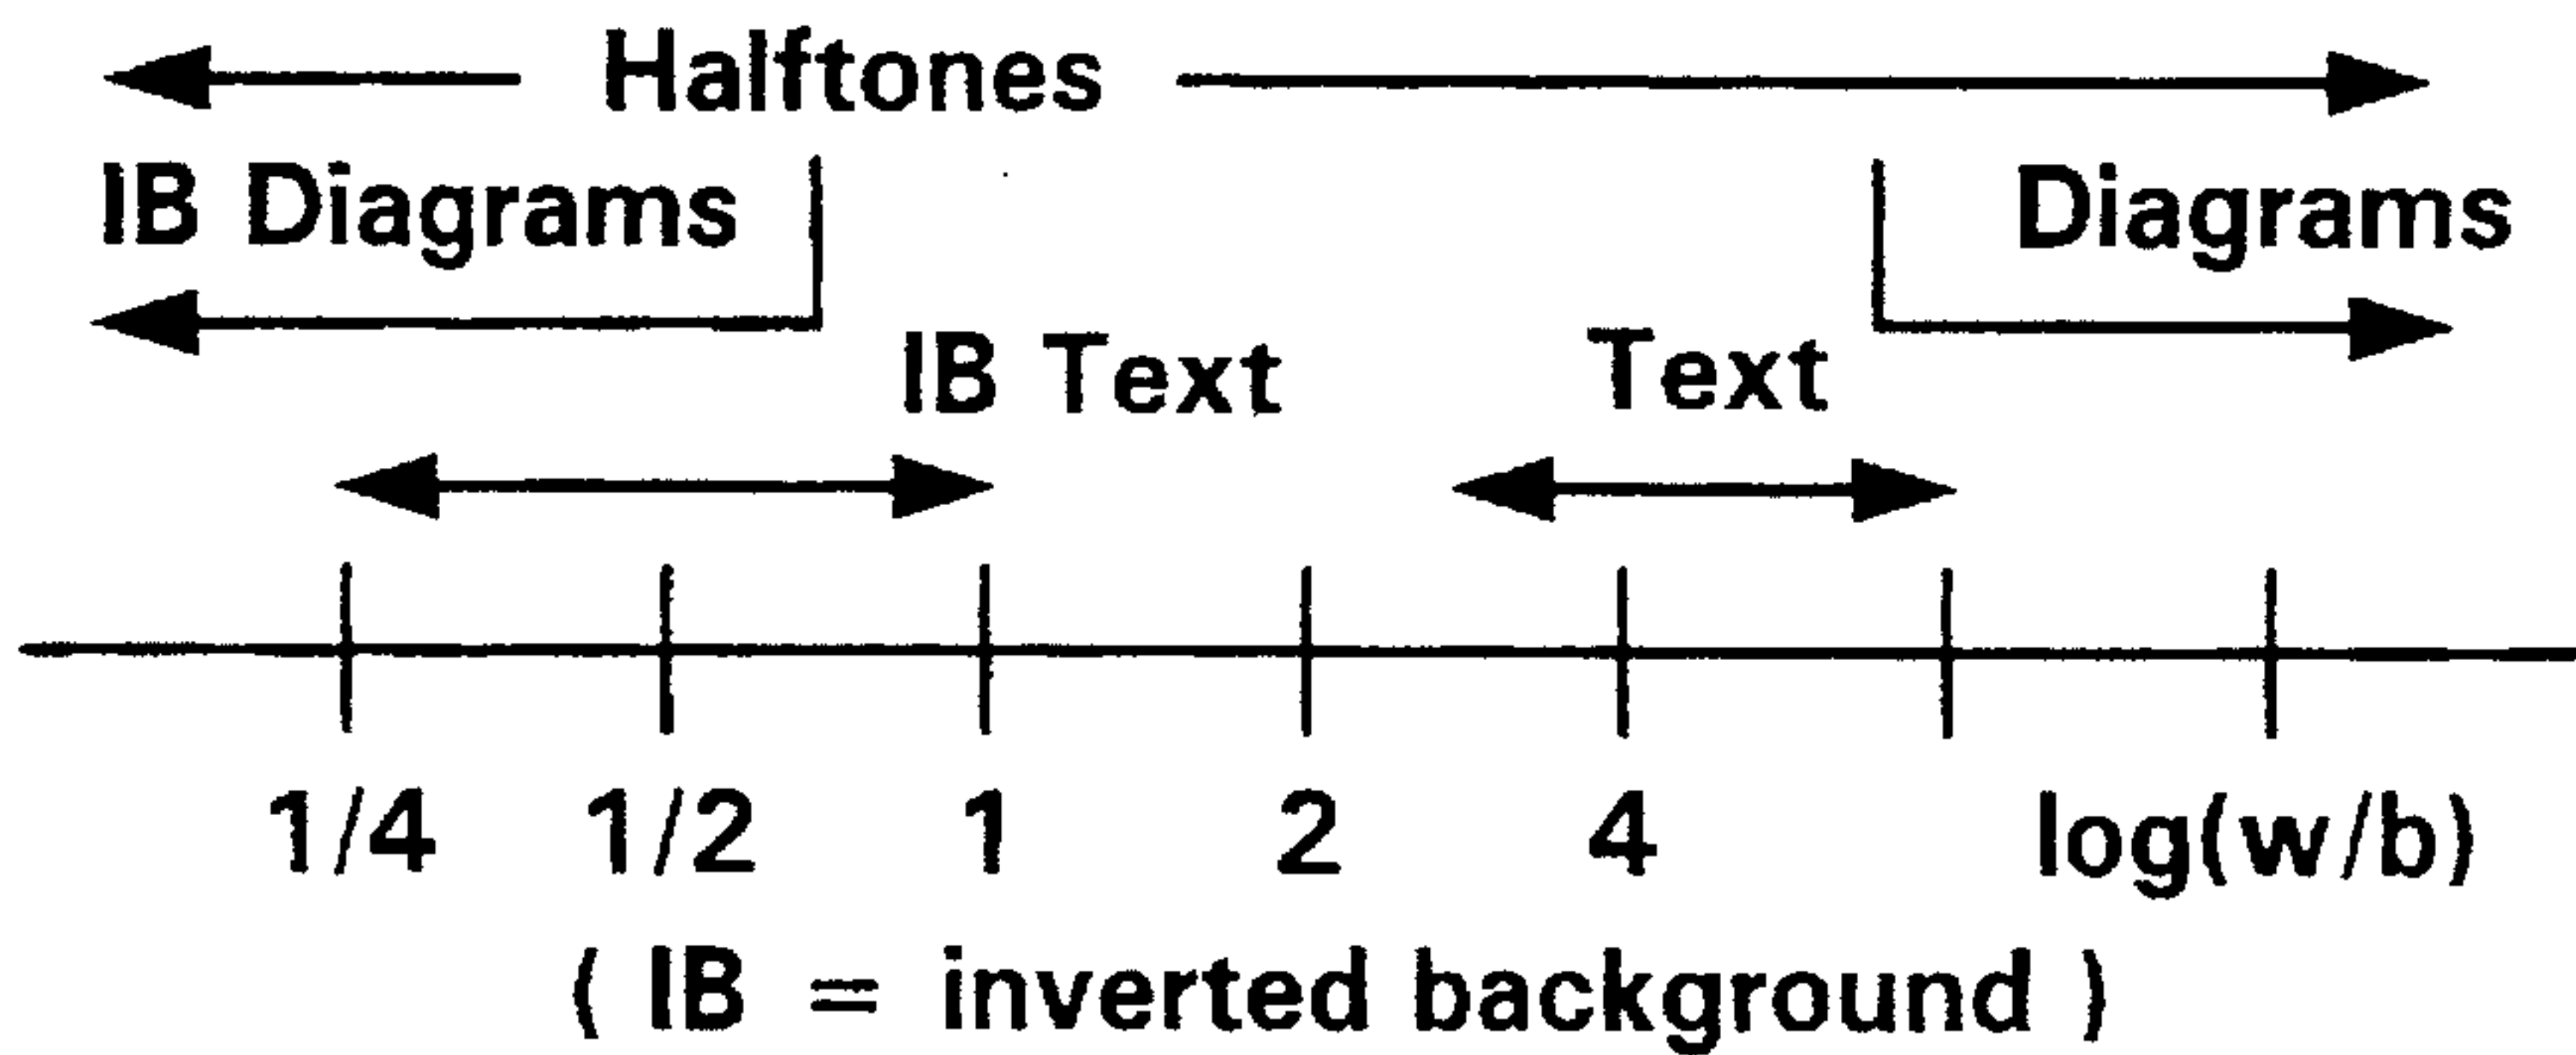 Halftones
IB Diagrams Diagrams
IB Text Text
1/4 1/2 1 2 4 log(w/b)
( IB = inverted background )